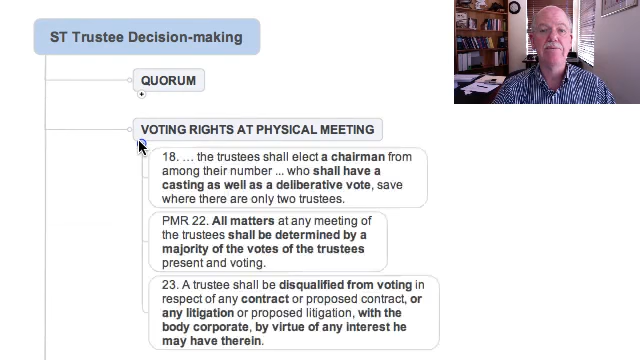 ST Trustee Decision-making
QUORUM
VOTING RIGHTS AT PHYSICAL MEETING
18. ... the trustees shall elect a chairman from
among their number ... who shall have a
casting as well as a deliberative vote, save
where there are only two trustees.
PMR 22. All matters at any meeting of
the trustees shall be determined by a
majority of the votes of the trustees
present and voting.
23. A trustee shall be disqualified from voting in
respect of any contract or proposed contract, or
any litigation or proposed litigation, with the
body corporate, by virtue of any interest he
may have therein.